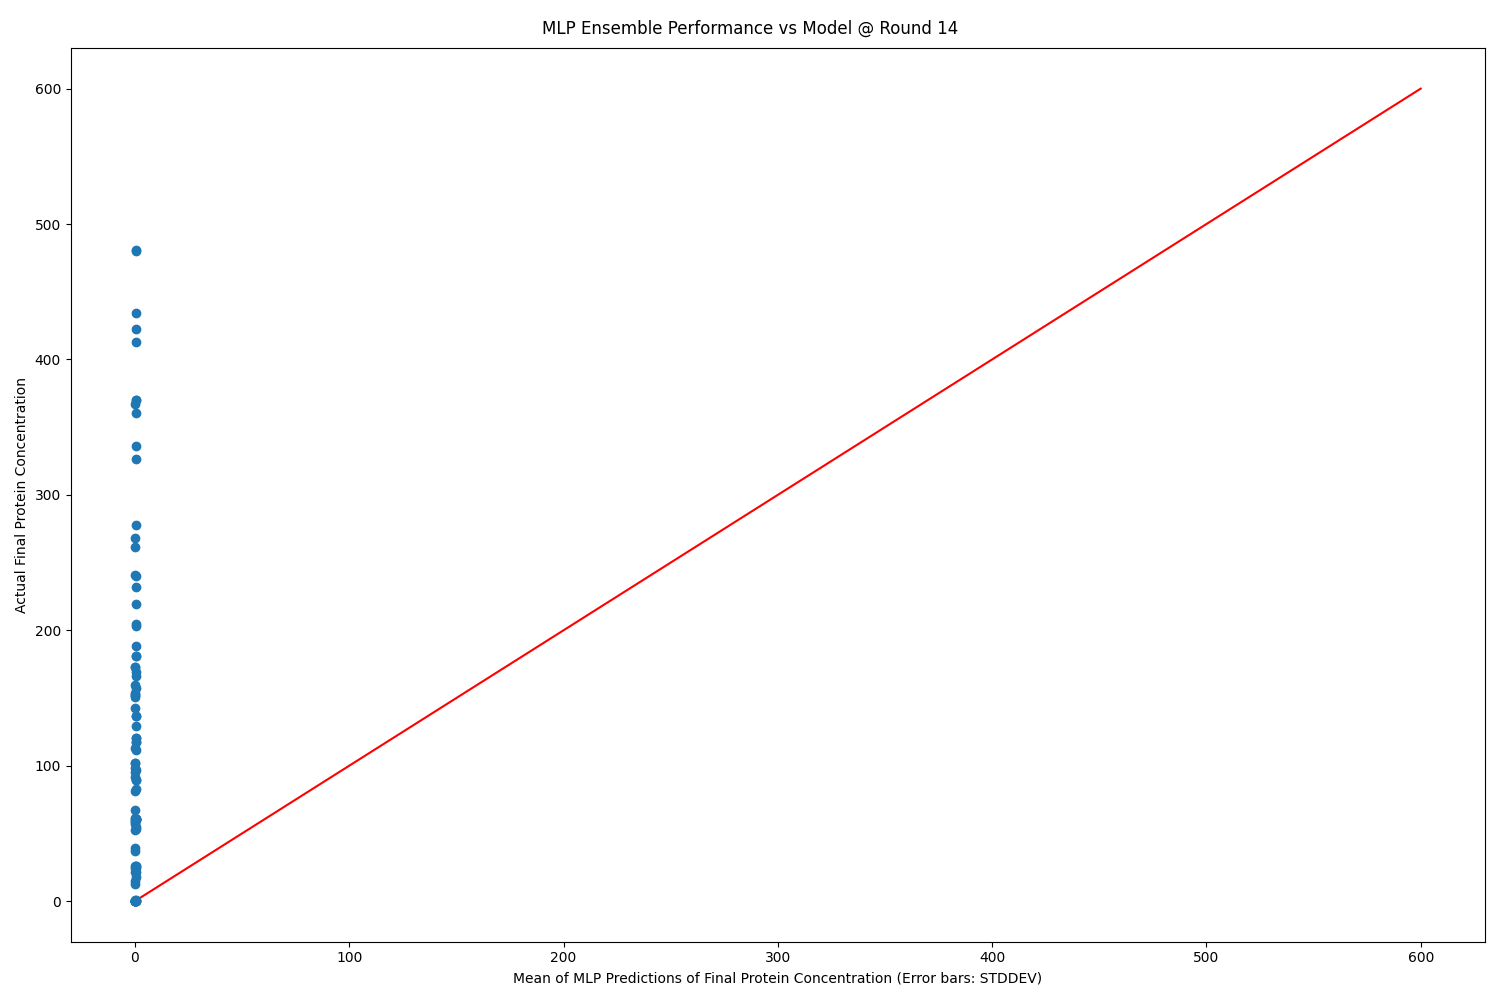 MLP Ensemble Performance vs Model @ Round 14
600
500
400
300
200
100
0
Actual Final Protein Concentration
0 100 200 300 400 500 600
Mean of MLP Predictions of Final Protein Concentration (Error bars: STDDEV)